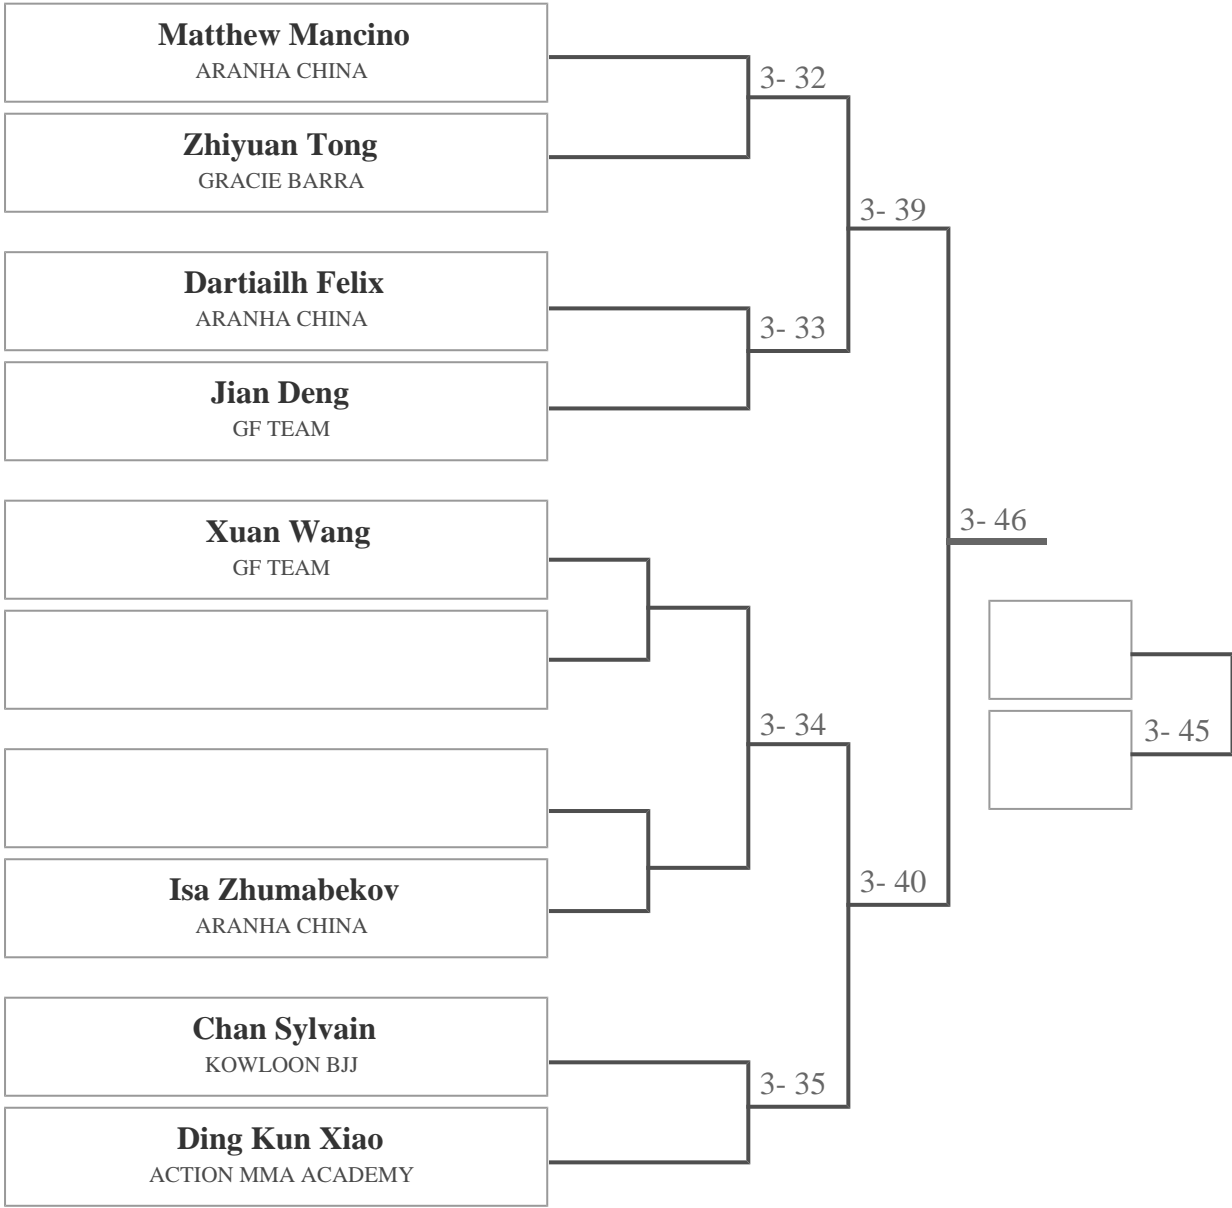 Matthew Mancino
ARANHA CHINA
3- 32
Zhiyuan Tong
GRACIE BARRA
3- 39
Dartiailh Felix
ARANHA CHINA
3- 33
Jian Deng
GF TEAM
Xuan Wang
GF TEAM
3- 46
3- 34
3- 45
Isa Zhumabekov
ARANHA CHINA
3- 40
Chan Sylvain
KOWLOON BJJ
3- 35
Ding Kun Xiao
ACTION MMA ACADEMY